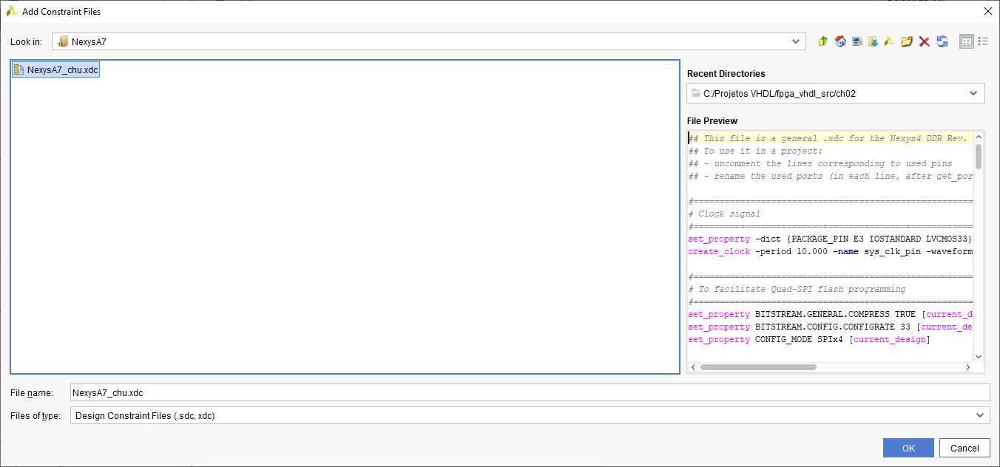 Add Constraint Files
Look in:
NexysA7
NexysA7_chu.xdc
Recent Directories
C:/Projetos VHDL/fpga_vhdl_src/ch02
File Preview
## This file is a general .xdc for the Nexys4 DDR Rev.
## To use it in a project:
## - uncomment the lines corresponding to used pins
## - rename the used ports (in each line, after get_por
#=======================================================
# Clock signal
#=======================================================
set_property -dict {PACKAGE_PIN E3 IOSTANDARD LVCMOS33}
create_clock -period 10.000 -name sys_clk_pin -waveform
#=======================================================
# To facilitate Quad-SPI flash programming
#=======================================================
set_property BITSTREAM.GENERAL.COMPRESS TRUE [current_d
set_property BITSTREAM.CONFIG.CONFIGRATE 33 [current_de
set_property CONFIG_MODE SPIx4 [current_design]
File name:
NexysA7_chu.xdc
Files of type:
Design Constraint Files (.sdc, xdc)
OK
Cancel